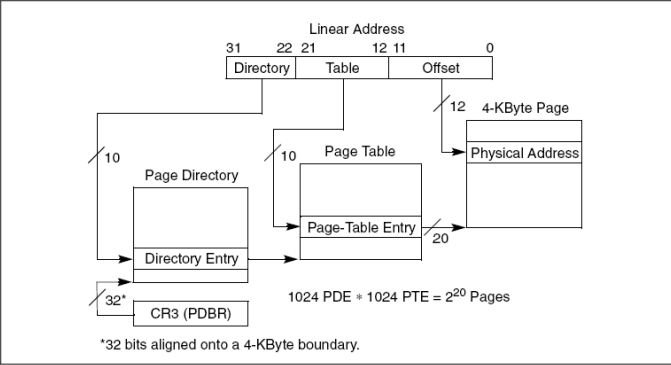 Linear Address
31 22 21 12 11 0
Directory Table Offset
12 4-KByte Page
10 10 Page Table Physical Address
Page Directory
Page-Table Entry
20
Directory Entry
32*
1024 PDE * 1024 PTE = 2^20 Pages
CR3 (PDBR)
*32 bits aligned onto a 4-KByte boundary.